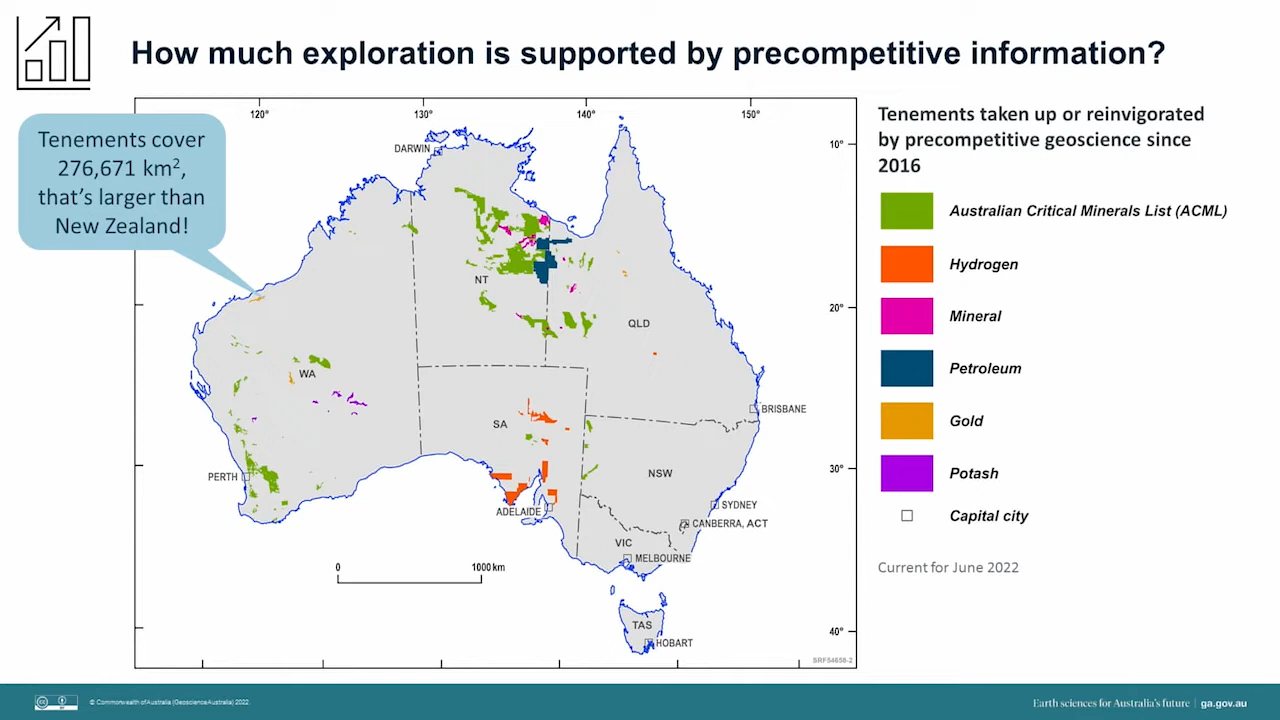 How much exploration is supported by precompetitive information?
Tenements cover
276,671 km²,
that's larger than
New Zealand!
120°
130°
140°
150°
10°
20°
30°
40°
DARWIN
NT
QLD
WA
BRISBANE
SA
NSW
PERTH
SYDNEY
ADELAIDE
CANBERRA, ACT
VIC
MELBOURNE
0
1000 km
TAS
HOBART
SRF54658-2
Tenements taken up or reinvigorated
by precompetitive geoscience since
2016
Australian Critical Minerals List (ACML)
Hydrogen
Mineral
Petroleum
Gold
Potash
Capital city
Current for June 2022
© Commonwealth of Australia (Geoscience Australia) 2022
Earth sciences for Australia's future | ga.gov.au